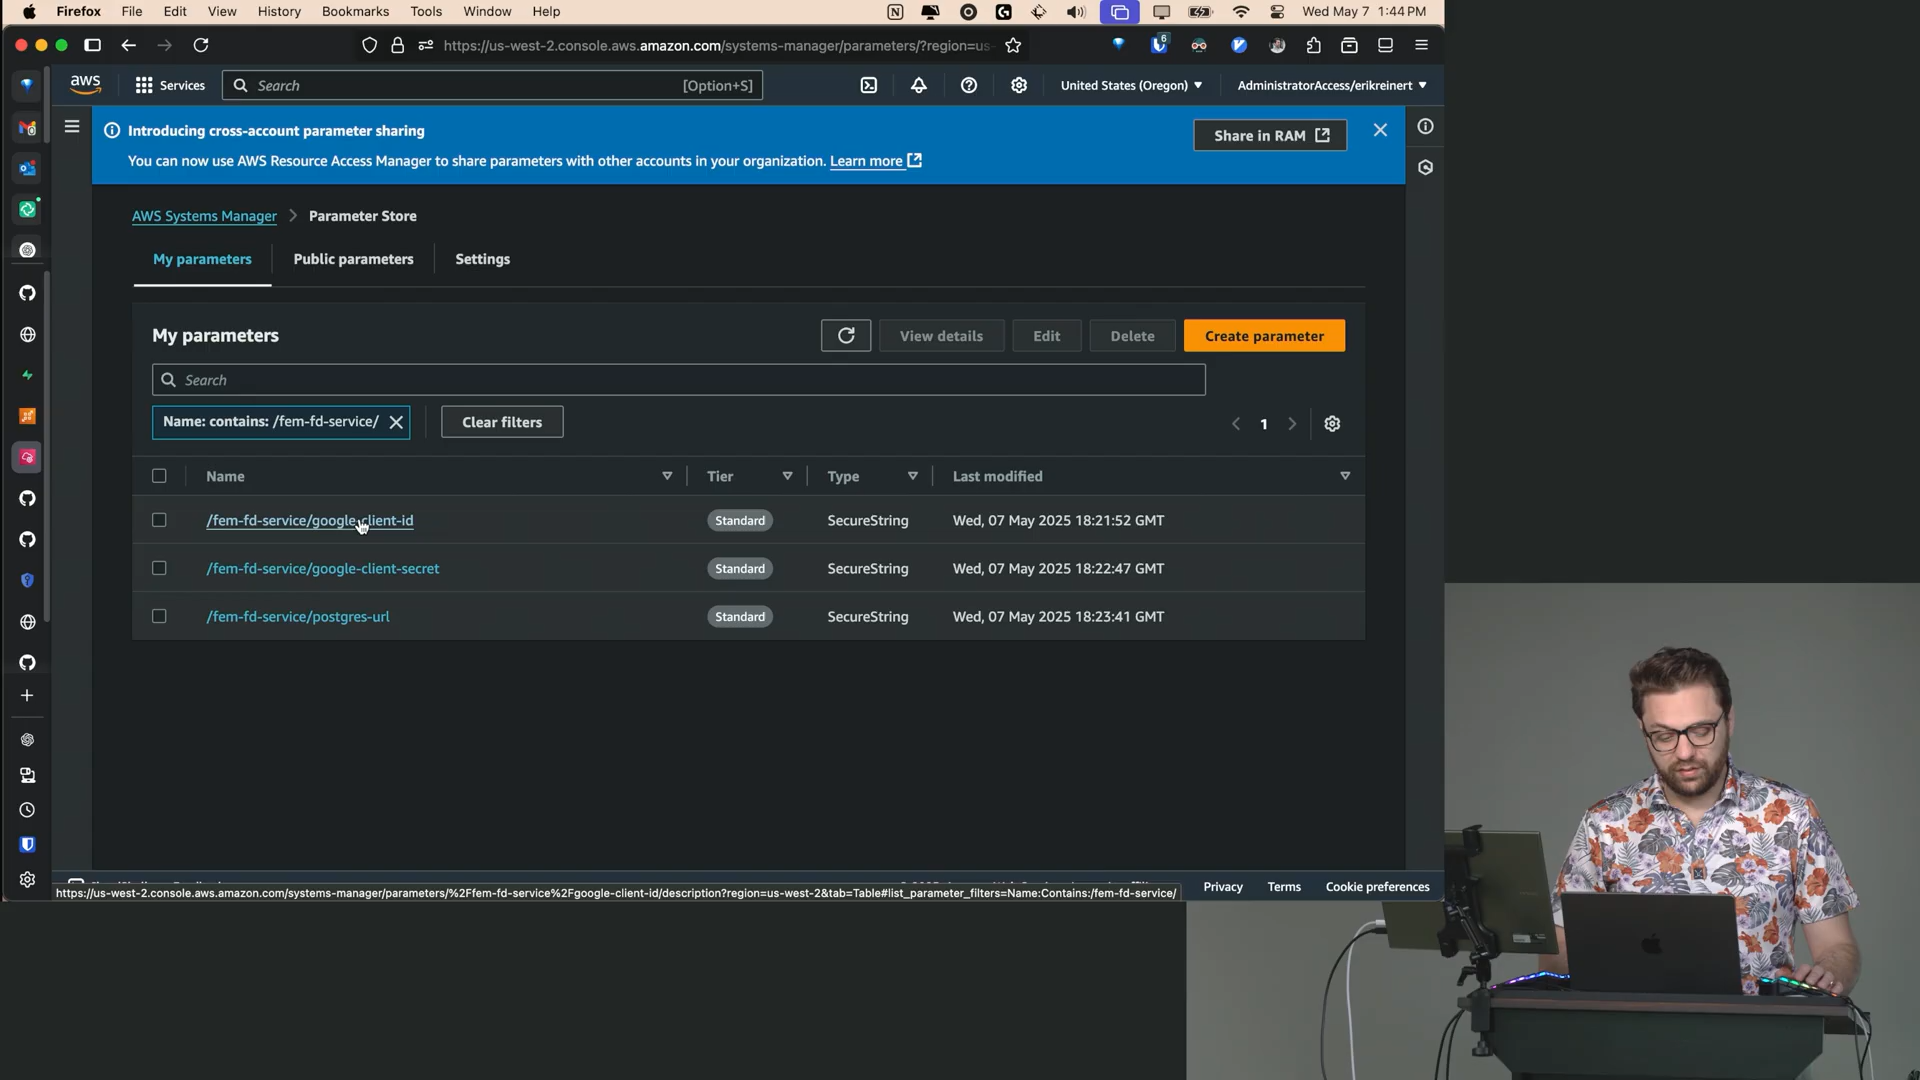 Firefox File Edit View History Bookmarks Tools Window Help Wed May 7 1:44 PM
https://us-west-2.console.aws.amazon.com/systems-manager/parameters/?region=us-
6
aws Services Search [Option+S] United States (Oregon) AdministratorAccess/erikreinert
Introducing cross-account parameter sharing
Share in RAM
You can now use AWS Resource Access Manager to share parameters with other accounts in your organization. Learn more
AWS Systems Manager Parameter Store
My parameters Public parameters Settings
My parameters View details Edit Delete Create parameter
Search
Name: contains: /fem-fd-service/ Clear filters 1
Name Tier Type Last modified
/fem-fd-service/google-client-id Standard SecureString Wed, 07 May 2025 18:21:52 GMT
/fem-fd-service/google-client-secret Standard SecureString Wed, 07 May 2025 18:22:47 GMT
/fem-fd-service/postgres-url Standard SecureString Wed, 07 May 2025 18:23:41 GMT
Privacy Terms Cookie preferences
https://us-west-2.console.aws.amazon.com/systems-manager/parameters/%2Ffem-fd-service%2Fgoogle-client-id/description?region=us-west-2&tab=Table#list_parameter_filters=Name:Contains:/fem-fd-service/